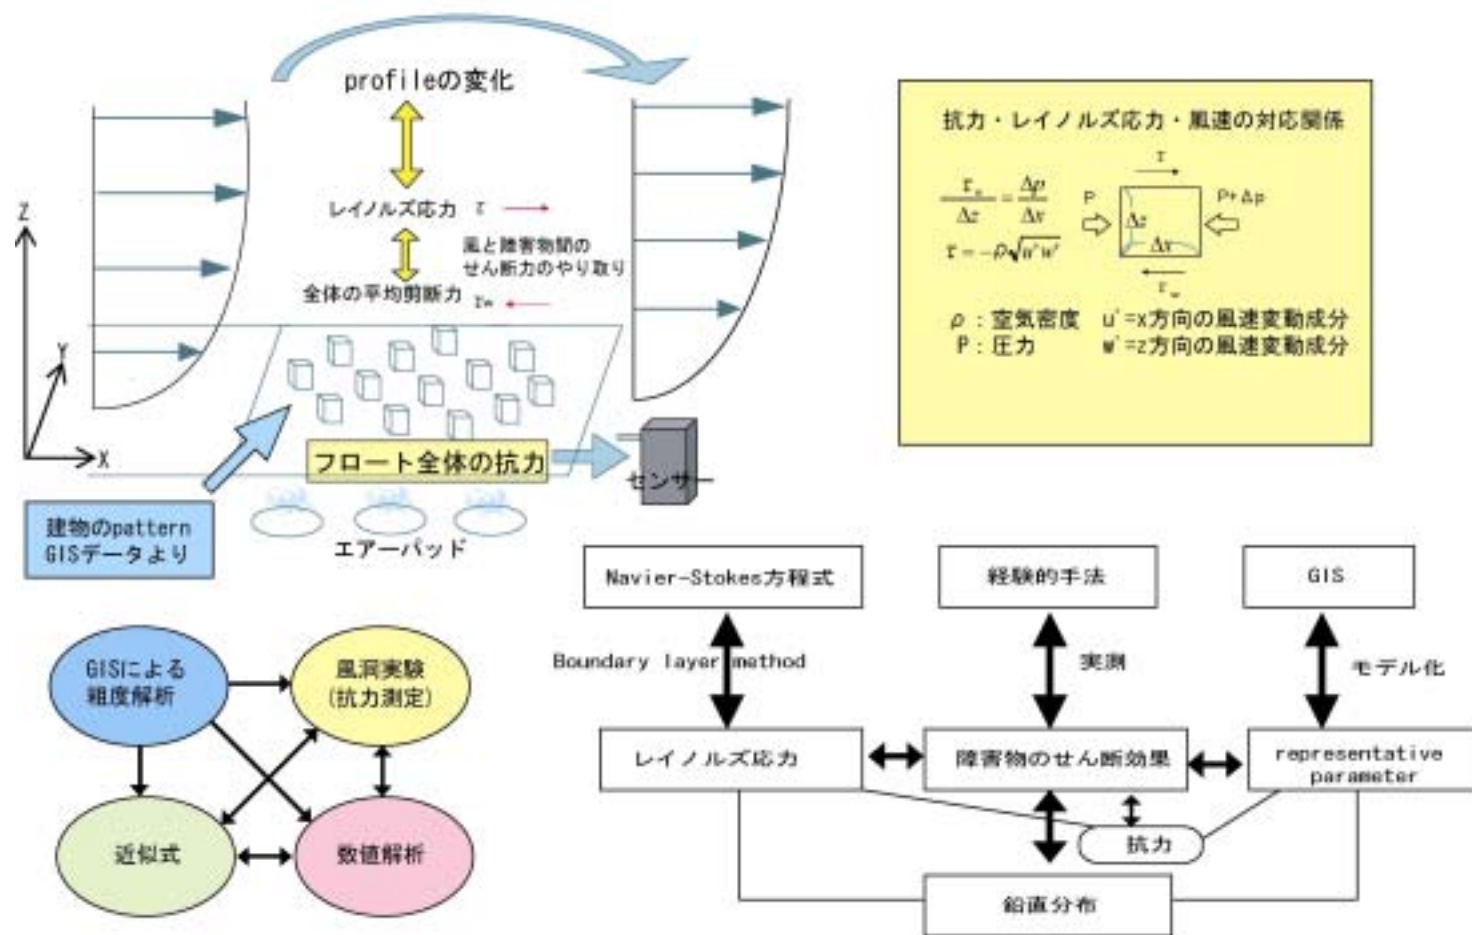 profileの変化
レイノルズ応力 τ
風と障害物間の
せん断力のやり取り
全体の平均剪断力 τw
Z
Y
X
フロート全体の抗力
センサー
建物のpattern
GISデータより
エアーパッド
抗力・レイノルズ応力・風速の対応関係
τ
P
P+Δp
Δz
Δx
τw
τ=-ρ√u'w'
ρ:空気密度 u'=x方向の風速変動成分
P:圧力 w'=z方向の風速変動成分
GISによる
粗度解析
風洞実験
(抗力測定)
近似式
数値解析
Navier-Stokes方程式
経験的手法
GIS
Boundary layer method
実測
モデル化
レイノルズ応力
障害物のせん断効果
representative
parameter
抗力
鉛直分布